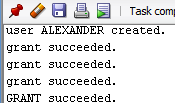 Task comp
user ALEXANDER created.
grant succeeded.
grant succeeded.
grant succeeded.
GRANT succeeded.